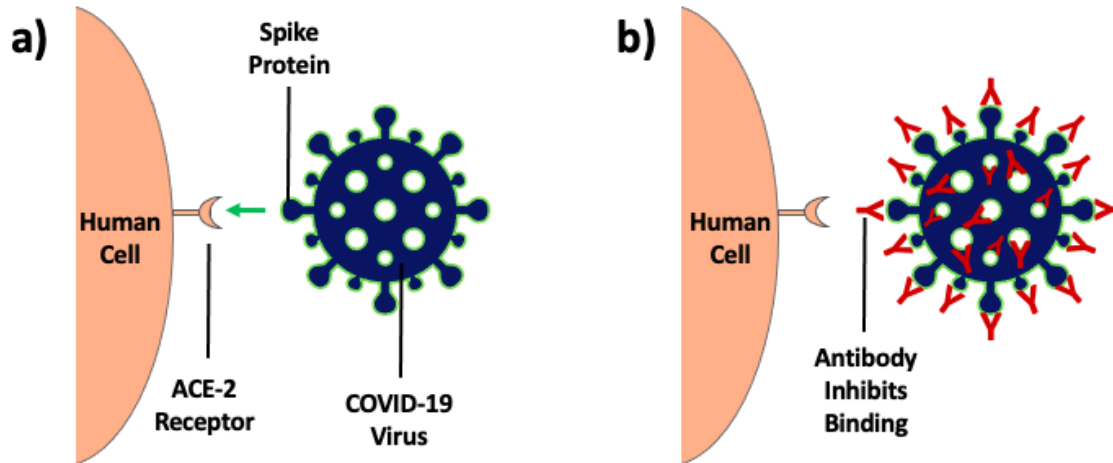 a)
Spike
Protein
Human
Cell
ACE-2
Receptor
COVID-19
Virus
b)
Human
Cell
Antibody
Inhibits
Binding